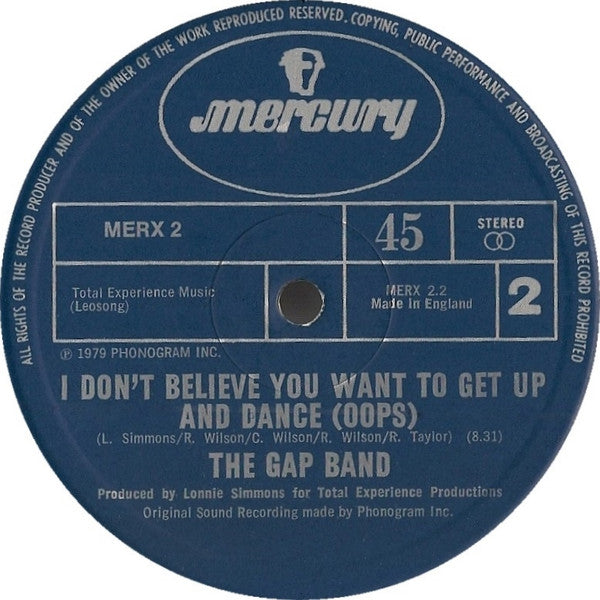 ALL RIGHTS OF THE RECORD PRODUCER AND OF THE OWNER OF THE WORK REPRODUCED RESERVED. COPYING, PUBLIC PERFORMANCE AND BROADCASTING OF THIS RECORD PROHIBITED
mercury
MERX 2
45
STEREO
Total Experience Music
(Leosong)
MERX 2.2
Made in England
2
℗ 1979 PHONOGRAM INC.
I DON'T BELIEVE YOU WANT TO GET UP
AND DANCE (OOPS)
(L. Simmons/R. Wilson/C. Wilson/R. Wilson/R. Taylor) (8.31)
THE GAP BAND
Produced by Lonnie Simmons for Total Experience Productions
Original Sound Recording made by Phonogram Inc.